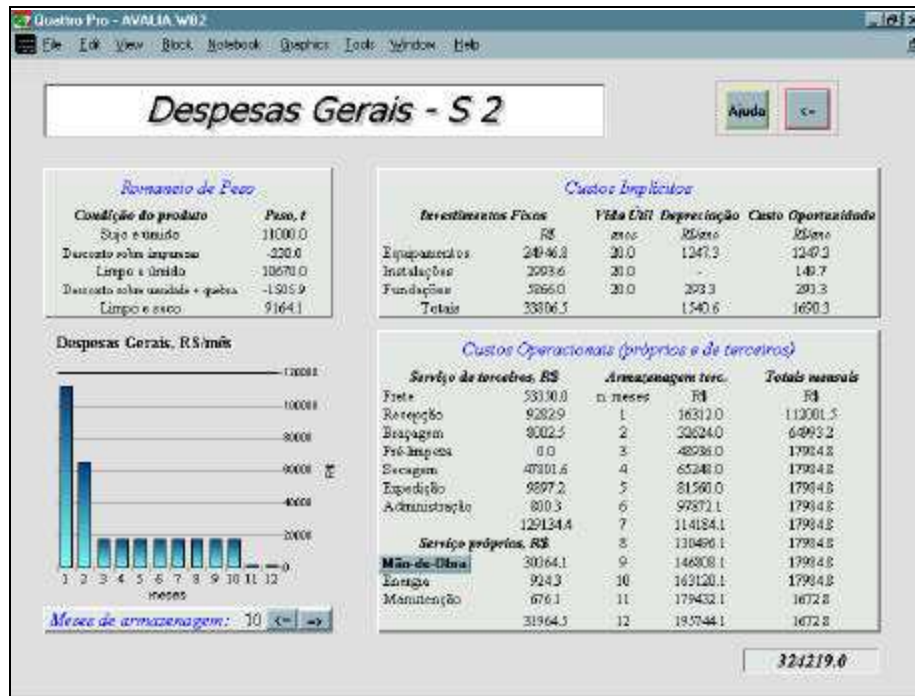 Quattro Pro - AVALIA.WB2
File Edit View Block Notebook Graphics Tools Window Help
Despesas Gerais - S 2
Ajuda <=
Romaneio de Peso
Condição do produto Peso, t
Sujo e úmido 11000.0
Desconto sobre impurezas -330.0
Limpo e úmido 10670.0
Desconto sobre umidade + quebra -1505.9
Limpo e seco 9164.1
Custos Implícitos
Investimentos Fixos Vida Útil Depreciação Custo Oportunidade
R$ anos R$/ano R$/ano
Equipamentos 24946.8 20.0 1247.3 1247.3
Instalações 2993.6 20.0 - 149.7
Fundações 5866.0 20.0 293.3 293.3
Totais 33806.5 1540.6 1690.3
Despesas Gerais, R$/mês
120000
100000
80000
60000
40000
20000
0
R$
1 2 3 4 5 6 7 8 9 10 11 12
meses
Meses de armazenagem: 10 <= =>
Custos Operacionais (próprios e de terceiros)
Serviço de terceiros, R$ Armazenagem terc. Totais mensais
Frete 53130.0 n. meses R$ R$
Recepção 9282.9 1 16312.0 112001.5
Braçagem 8002.5 2 32624.0 64993.2
Pré-limpeza 0.0 3 48936.0 17984.8
Secagem 47801.6 4 65248.0 17984.8
Expedição 9897.2 5 81560.0 17984.8
Administração 800.3 6 97872.1 17984.8
129134.4 7 114184.1 17984.8
Serviço próprios, R$ 8 130496.1 17984.8
Mão-de-Obra 30364.1 9 146808.1 17984.8
Energia 924.3 10 163120.1 17984.8
Manutenção 676.1 11 179432.1 1672.8
31964.5 12 195744.1 1672.8
324219.0